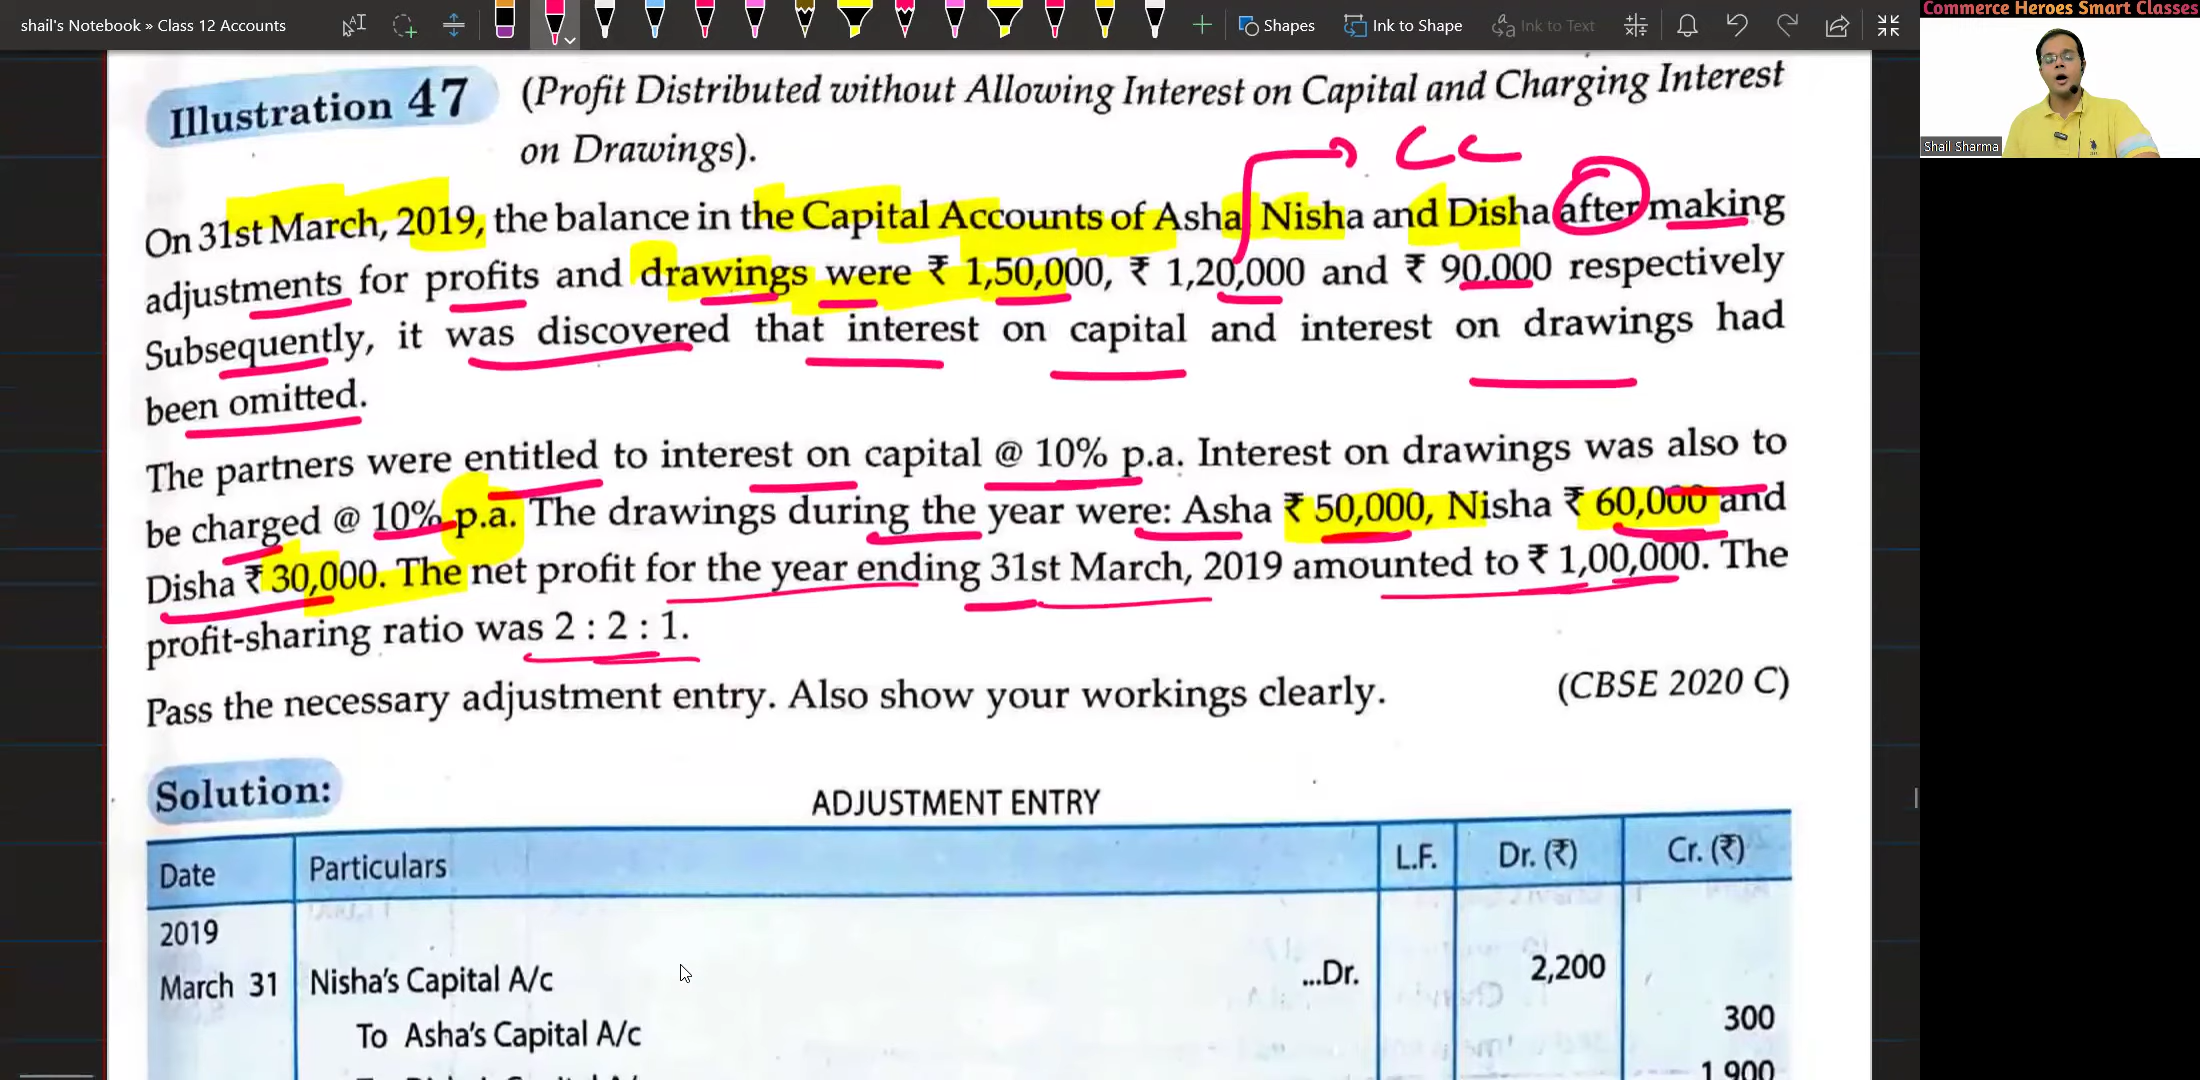 shail's Notebook » Class 12 Accounts
Shapes
Ink to Shape
Ink to Text
Commerce Heroes Smart Classes
Shail Sharma
Illustration 47 (Profit Distributed without Allowing Interest on Capital and Charging Interest
on Drawings).
CC
On 31st March, 2019, the balance in the Capital Accounts of Asha, Nisha and Disha after making
adjustments for profits and drawings were ₹ 1,50,000, ₹ 1,20,000 and ₹ 90,000 respectively
Subsequently, it was discovered that interest on capital and interest on drawings had
been omitted.
The partners were entitled to interest on capital @ 10% p.a. Interest on drawings was also to
be charged @ 10% p.a. The drawings during the year were: Asha ₹ 50,000, Nisha ₹ 60,000 and
Disha ₹ 30,000. The net profit for the year ending 31st March, 2019 amounted to ₹ 1,00,000. The
profit-sharing ratio was 2 : 2 : 1.
Pass the necessary adjustment entry. Also show your workings clearly. (CBSE 2020 C)
Solution:
ADJUSTMENT ENTRY
Date Particulars L.F. Dr. (₹) Cr. (₹)
2019
March 31 Nisha's Capital A/c ...Dr. 2,200
To Asha's Capital A/c 300
1,900